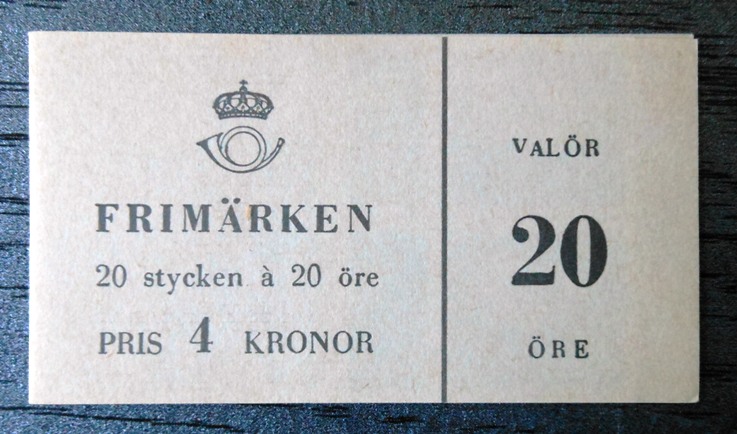 FRIMÄRKEN
20 stycken à 20 öre
PRIS 4 KRONOR
VALÖR
20
ÖRE